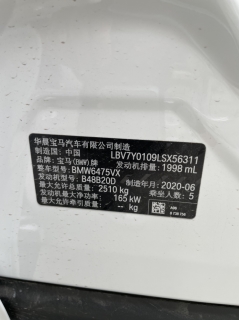 华晨宝马汽车有限公司制造
制造国：中国 LBV7Y0109LSX56311
品牌：宝马(BMW)牌 发动机排量：1998 mL
整车型号：BMW6475VX
发动机型号：B48B20D
最大允许总质量：2510 kg
发动机最大净功率：165 kW 制造年月：2020-06
最大允许牵引质量：- kg 乘坐人数：5